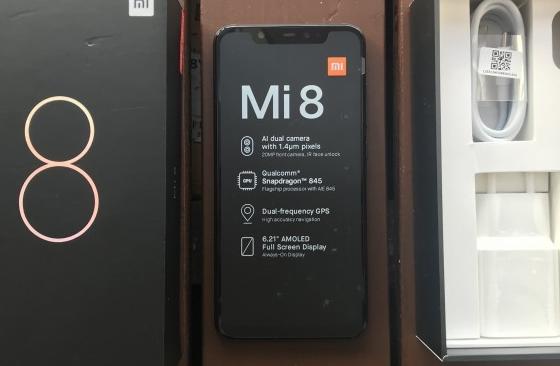 mi
8
mi
Mi 8
AI dual camera
with 1.4μm pixels
20MP front camera, IR face unlock
CPU
Qualcomm®
Snapdragon™ 845
Flagship processor with AIE 845
Dual-frequency GPS
High accuracy navigation
6.21" AMOLED
Full Screen Display
Always-On Display